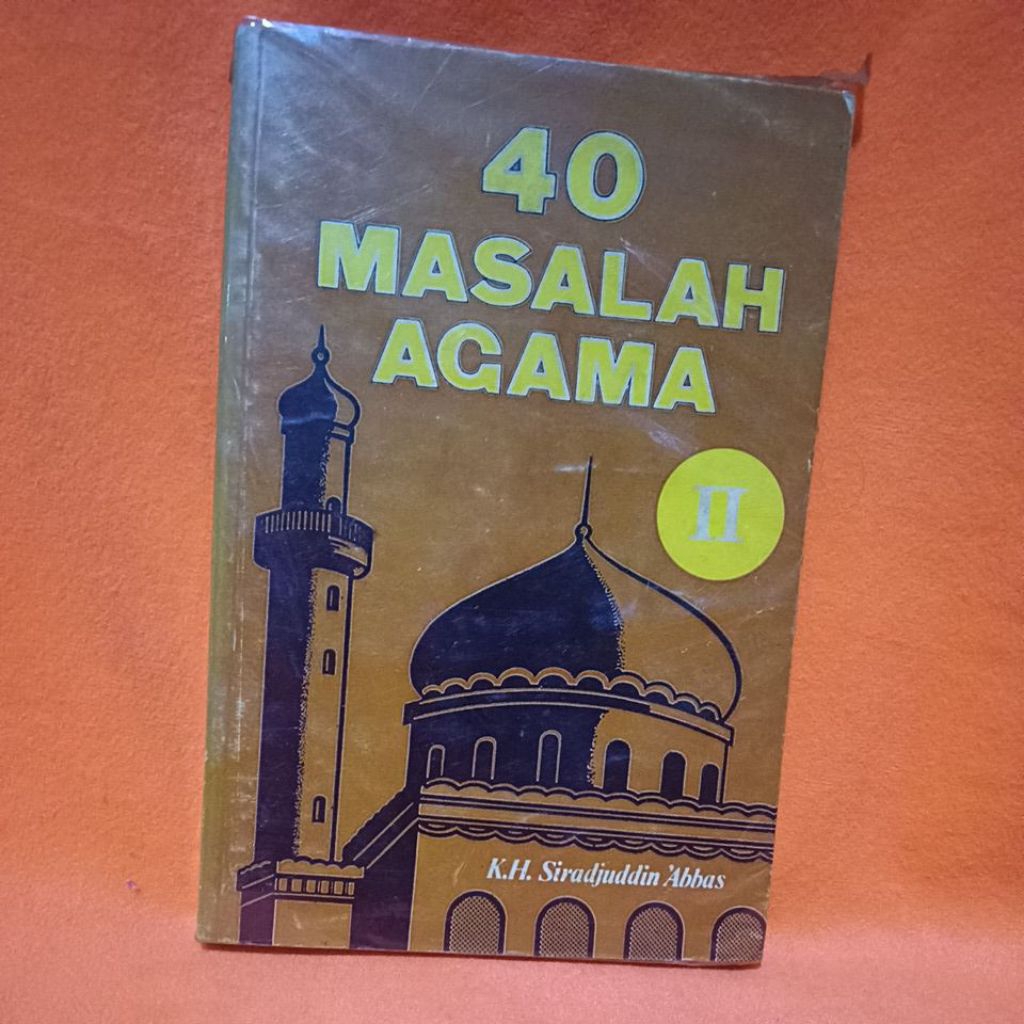 40
MASALAH
AGAMA
II
K.H. Siradjuddin 'Abbas